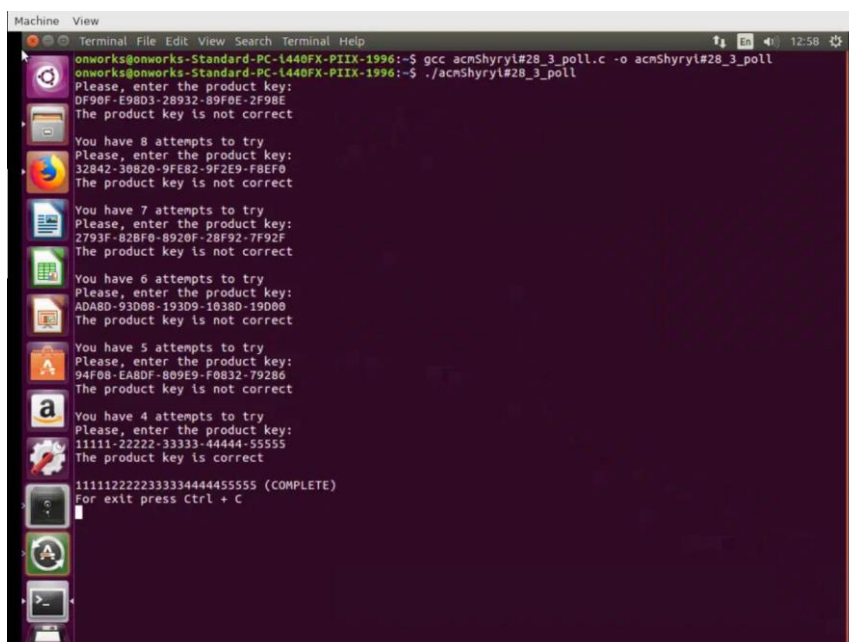 Machine View
Terminal File Edit View Search Terminal Help En 12:58
onworks@onworks-Standard-PC-i440FX-PIIX-1996:~$ gcc acmShyryi#28_3_poll.c -o acmShyryi#28_3_poll
onworks@onworks-Standard-PC-i440FX-PIIX-1996:~$ ./acmShyryi#28_3_poll
Please, enter the product key:
DF90F-E98D3-28932-89F0E-2F98E
The product key is not correct
You have 8 attempts to try
Please, enter the product key:
32842-30820-9FE82-9F2E9-F8EF0
The product key is not correct
You have 7 attempts to try
Please, enter the product key:
2793F-82BF0-8920F-28F92-7F92F
The product key is not correct
You have 6 attempts to try
Please, enter the product key:
ADA8D-93D08-193D9-1038D-19D00
The product key is not correct
You have 5 attempts to try
Please, enter the product key:
94F08-EA8DF-809E9-F0832-79286
The product key is not correct
You have 4 attempts to try
Please, enter the product key:
11111-22222-33333-44444-55555
The product key is correct
1111122222333334444455555 (COMPLETE)
For exit press Ctrl + C